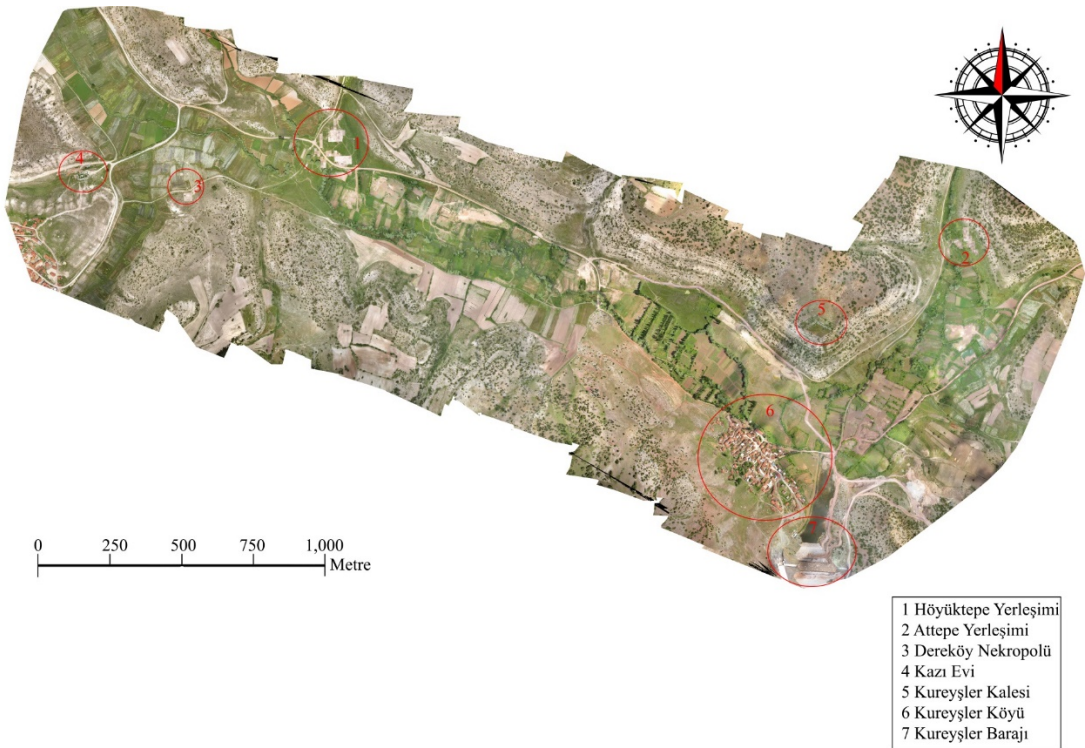 1
2
3
4
5
6
7
0 250 500 750 1,000
Metre
1 Höyüktepe Yerleşimi
2 Attepe Yerleşimi
3 Dereköy Nekropolü
4 Kazı Evi
5 Kureyşler Kalesi
6 Kureyşler Köyü
7 Kureyşler Barajı